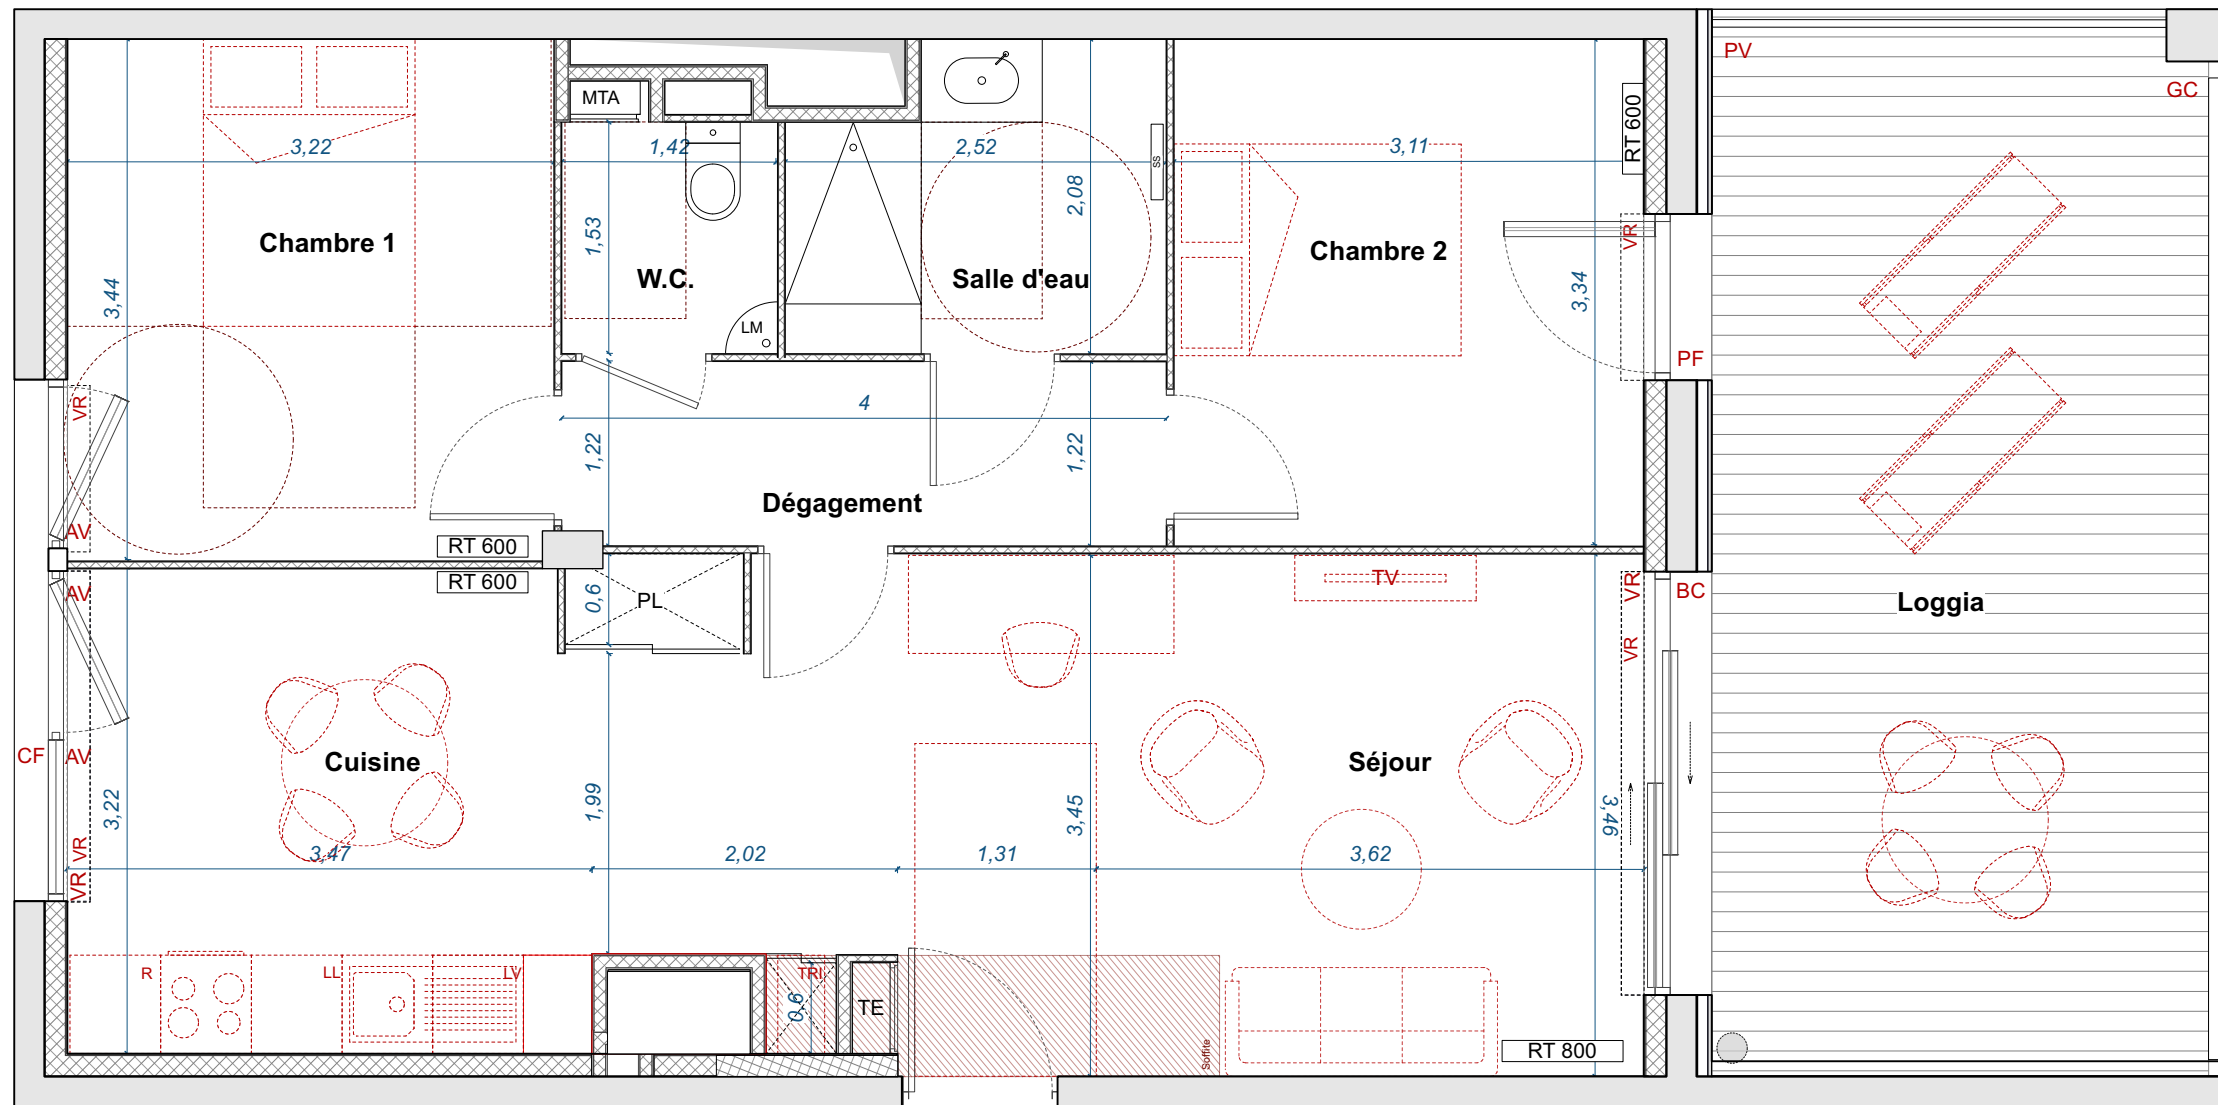 PV
GC
MTA
RT 600
3,22
1,42
2,52
3,11
SS
2,08
1,53
VR
Chambre 1
Chambre 2
W.C.
Salle d'eau
3,44
3,34
LM
PF
VR
4
1,22
1,22
Dégagement
AV
RT 600
RT 600
TV
VR
BC
AV
0,6
PL
Loggia
VR
CF
AV
Cuisine
Séjour
3,22
1,99
3,45
3,46
VR
3,47
2,02
1,31
3,62
VR
R
LL
LV
TRI
0,6
TE
Soffite
RT 800